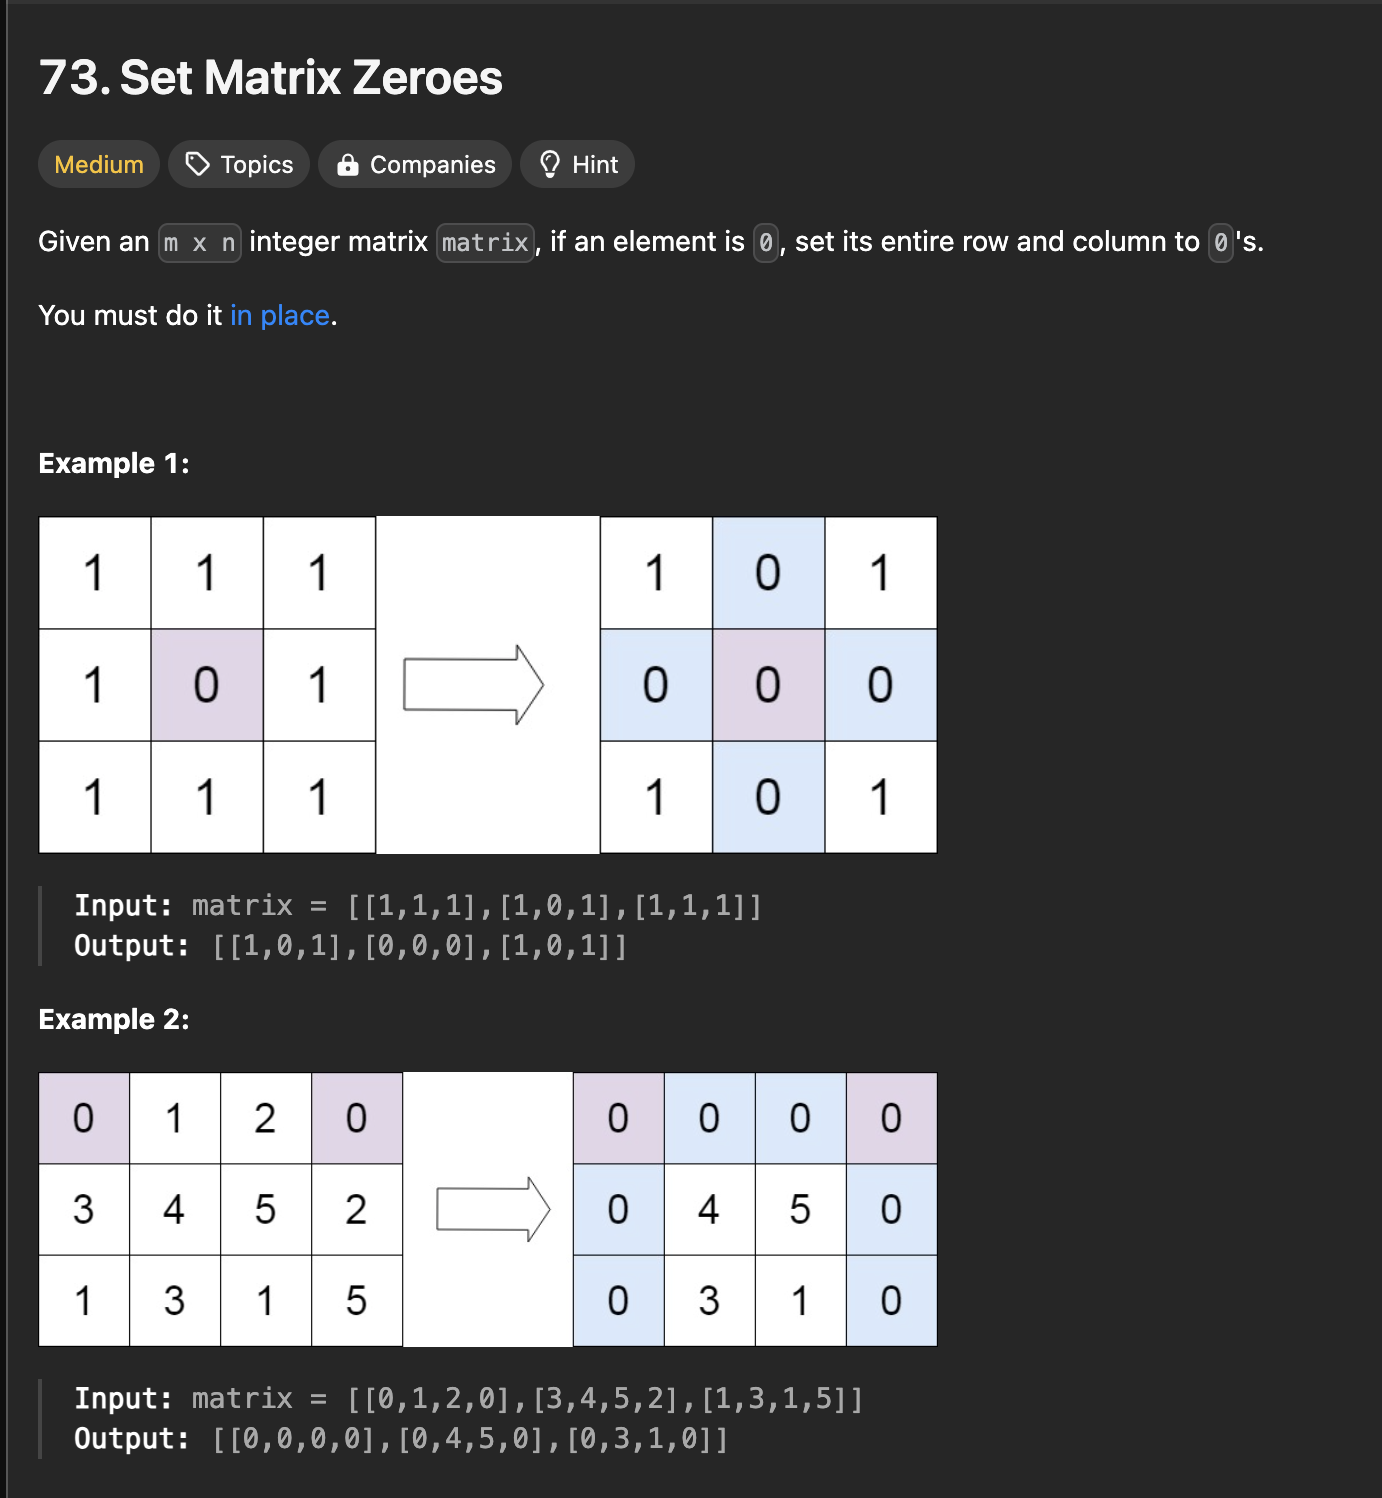 73. Set Matrix Zeroes
Medium Topics Companies Hint
Given an m x n integer matrix matrix, if an element is 0, set its entire row and column to 0's.
You must do it in place.
Example 1:
1 1 1 1 0 1
1 0 1 0 0 0
1 1 1 1 0 1
Input: matrix = [[1,1,1],[1,0,1],[1,1,1]]
Output: [[1,0,1],[0,0,0],[1,0,1]]
Example 2:
0 1 2 0 0 0 0 0
3 4 5 2 0 4 5 0
1 3 1 5 0 3 1 0
Input: matrix = [[0,1,2,0],[3,4,5,2],[1,3,1,5]]
Output: [[0,0,0,0],[0,4,5,0],[0,3,1,0]]